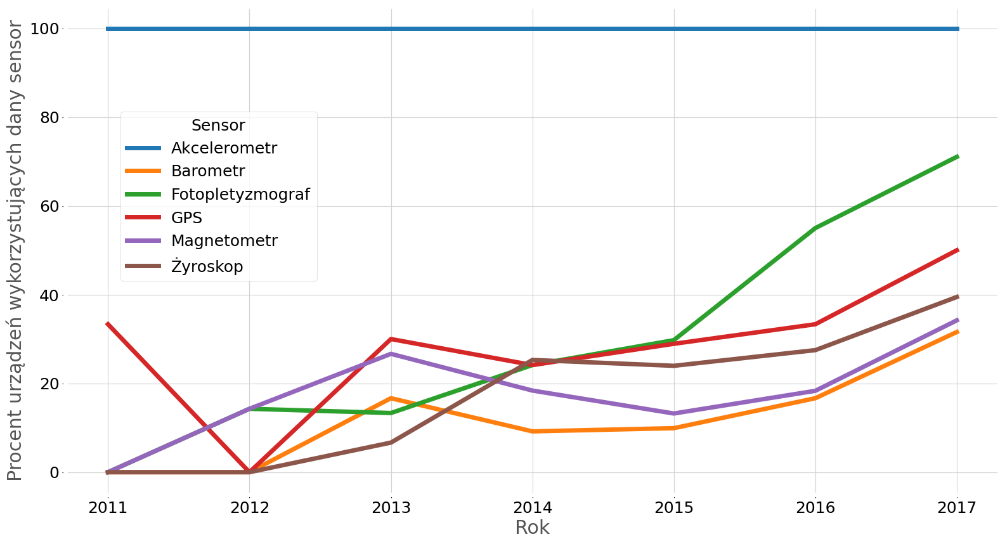 Procent urządzeń wykorzystujących dany sensor
100
80
60
40
20
0
Sensor
Akcelerometr
Barometr
Fotopletyzmograf
GPS
Magnetometr
Żyroskop
2011 2012 2013 2014 2015 2016 2017
Rok